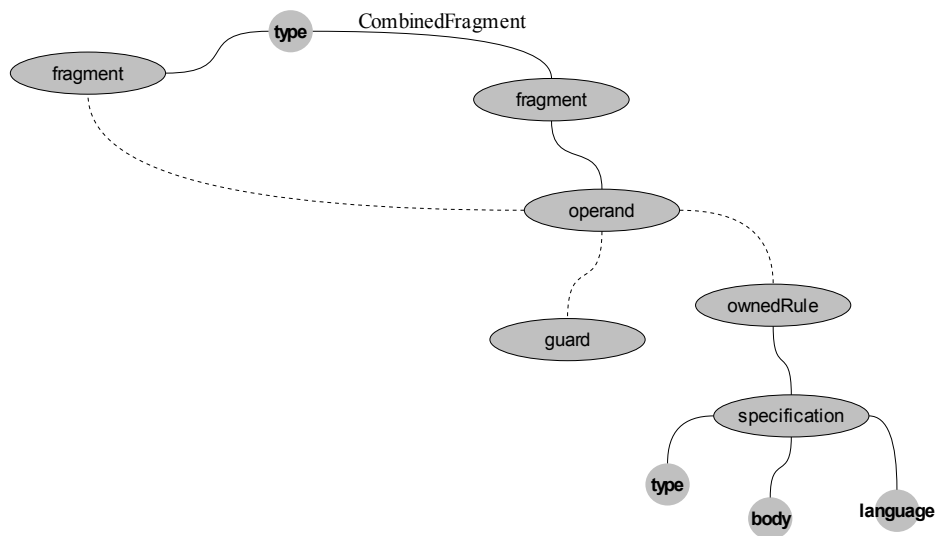 CombinedFragment
type
fragment
fragment
operand
ownedRule
guard
specification
type
body
language